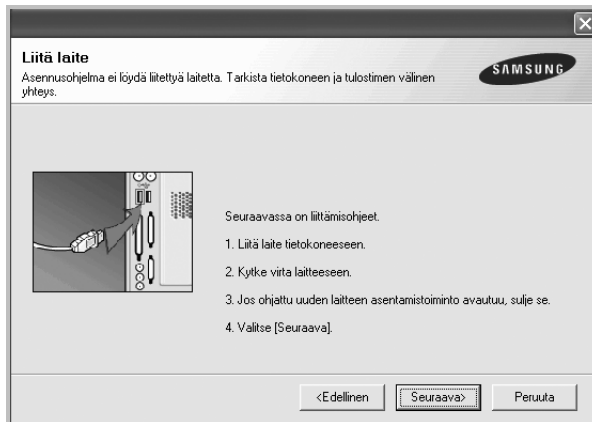 Liitä laite
Asennusohjelma ei löydä liitettyä laitetta. Tarkista tietokoneen ja tulostimen välinen
yhteys.
SAMSUNG
Seuraavassa on liittämisohjeet.
1. Liitä laite tietokoneeseen.
2. Kytke virta laitteeseen.
3. Jos ohjattu uuden laitteen asentamistoiminto avautuu, sulje se.
4. Valitse [Seuraava].
<Edellinen
Seuraava>
Peruuta